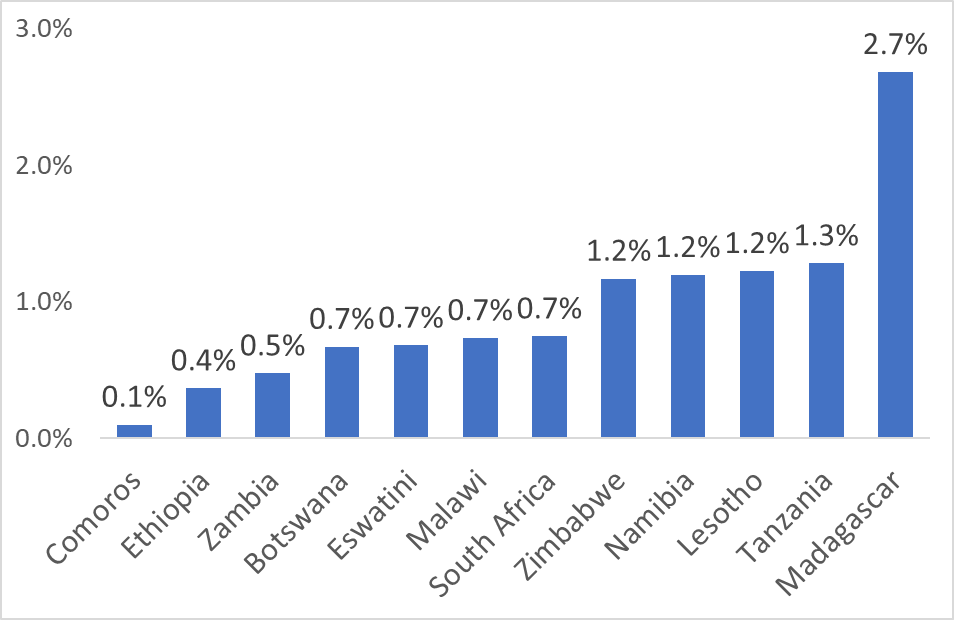 3.0%
2.0%
1.0%
0.0%
0.1%
0.4%
0.5%
0.7%
0.7%
0.7%
0.7%
1.2%
1.2%
1.2%
1.3%
2.7%
Comoros
Ethiopia
Zambia
Botswana
Eswatini
Malawi
South Africa
Zimbabwe
Namibia
Lesotho
Tanzania
Madagascar